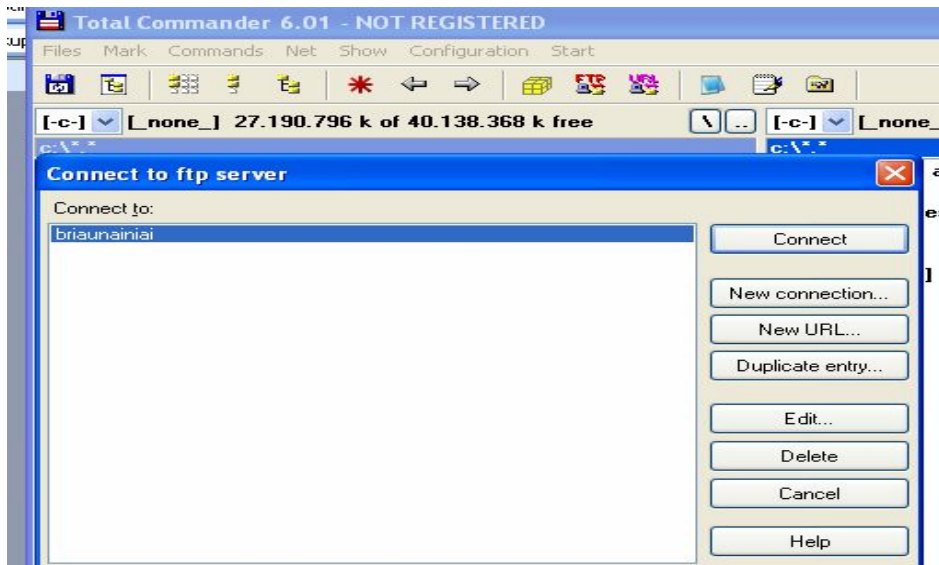 Total Commander 6.01 - NOT REGISTERED
Files Mark Commands Net Show Configuration Start
FTP URL
[-c-] [_none_] 27.190.796 k of 40.138.368 k free \ .. [-c-] [_none_
c:\*.* c:\*.*
Connect to ftp server
Connect to:
briaunainiai
Connect
New connection...
New URL...
Duplicate entry...
Edit...
Delete
Cancel
Help